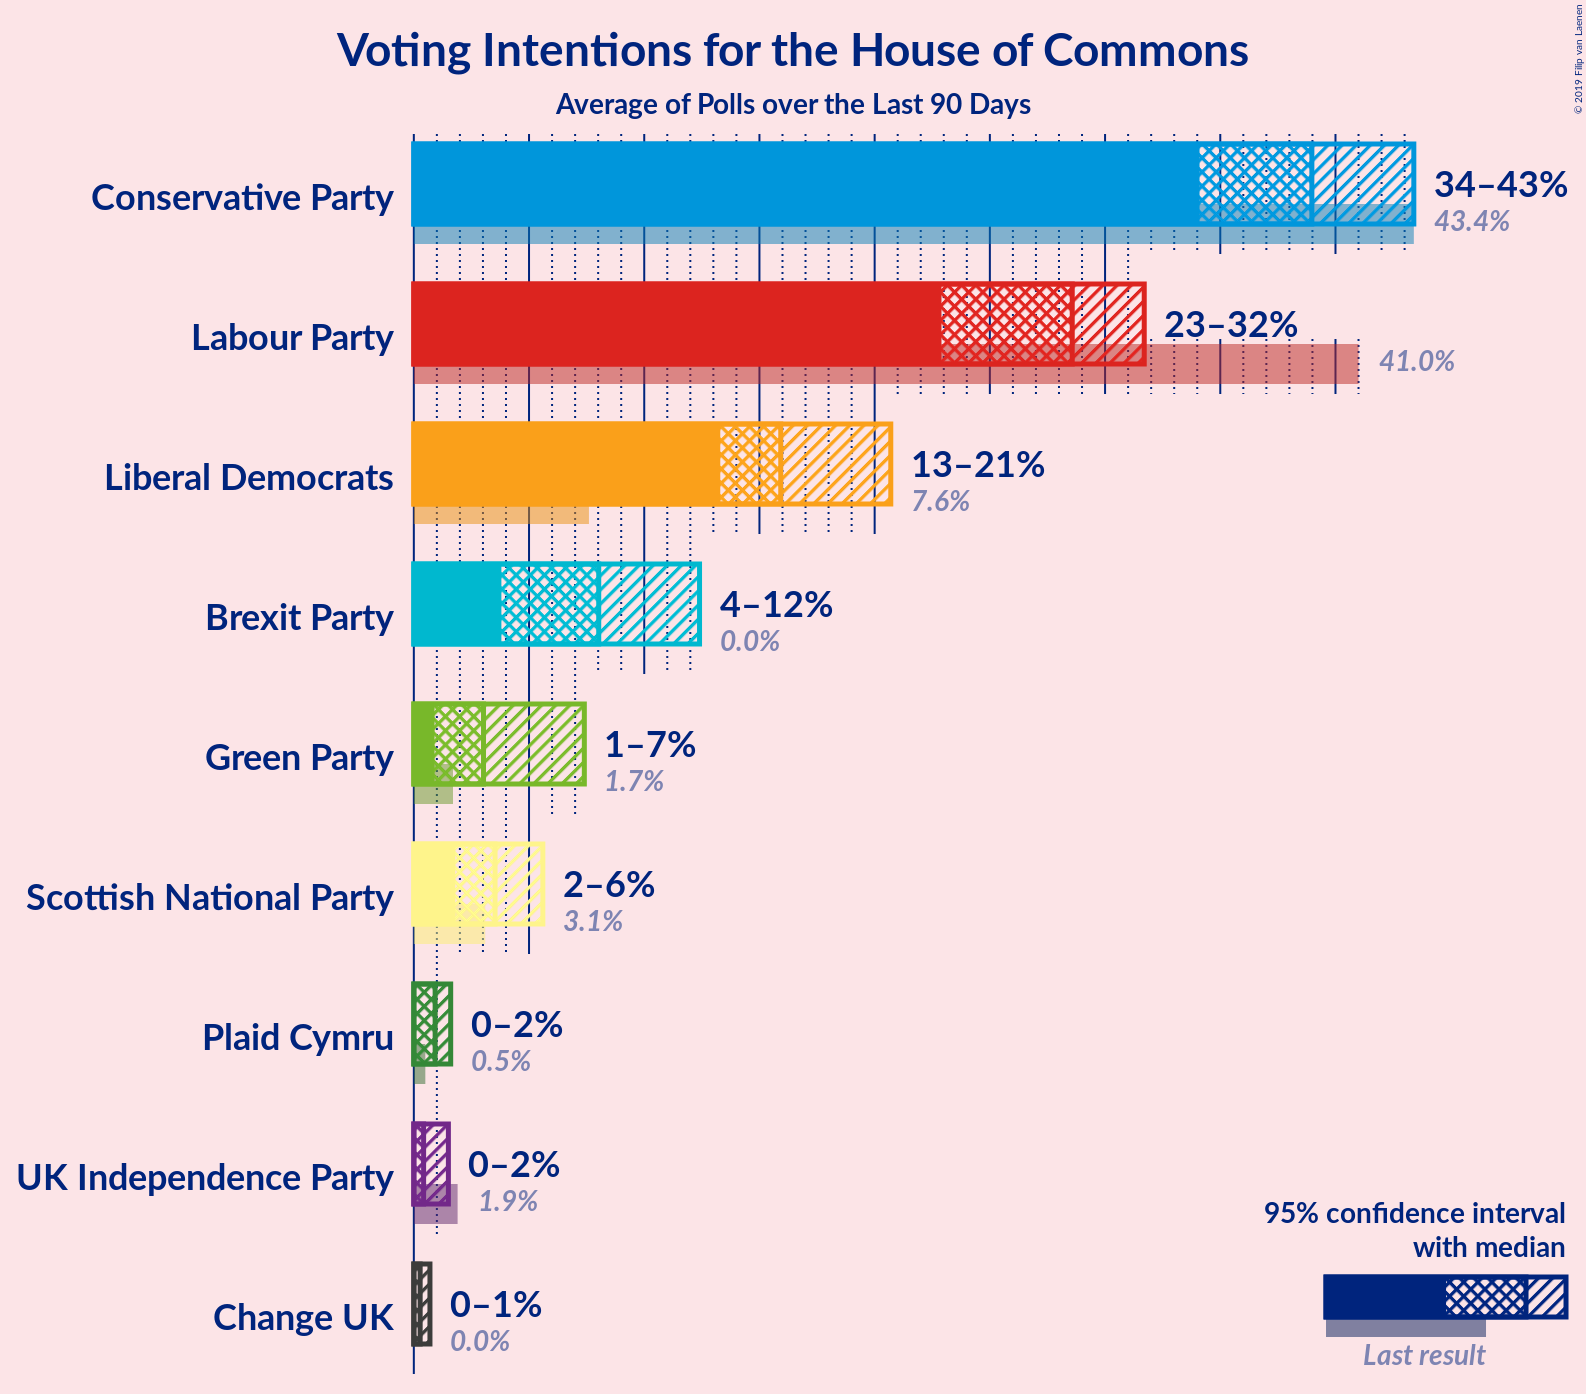 Voting Intentions for the House of Commons
Average of Polls over the Last 90 Days
© 2019 Filip van Laenen
Conservative Party
34–43%
43.4%
Labour Party
23–32%
41.0%
Liberal Democrats
13–21%
7.6%
Brexit Party
4–12%
0.0%
Green Party
1–7%
1.7%
Scottish National Party
2–6%
3.1%
Plaid Cymru
0–2%
0.5%
UK Independence Party
0–2%
1.9%
Change UK
0–1%
0.0%
95% confidence interval
with median
Last result